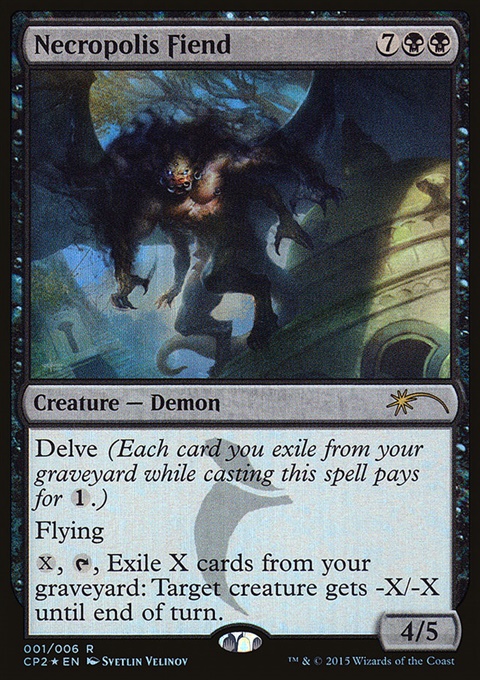 Necropolis Fiend 7
Creature — Demon
Delve (Each card you exile from your
graveyard while casting this spell pays
for 1.)
Flying
X, , Exile X cards from your
graveyard: Target creature gets -X/-X
until end of turn.
4/5
001/006 R
CP2★EN Svetlin Velinov
™ & © 2015 Wizards of the Coast